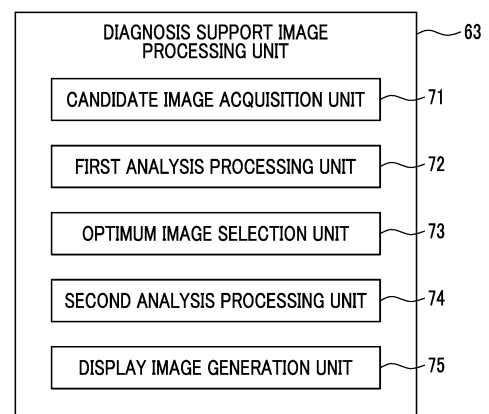 DIAGNOSIS SUPPORT IMAGE
PROCESSING UNIT
63
CANDIDATE IMAGE ACQUISITION UNIT
71
FIRST ANALYSIS PROCESSING UNIT
72
OPTIMUM IMAGE SELECTION UNIT
73
SECOND ANALYSIS PROCESSING UNIT
74
DISPLAY IMAGE GENERATION UNIT
75